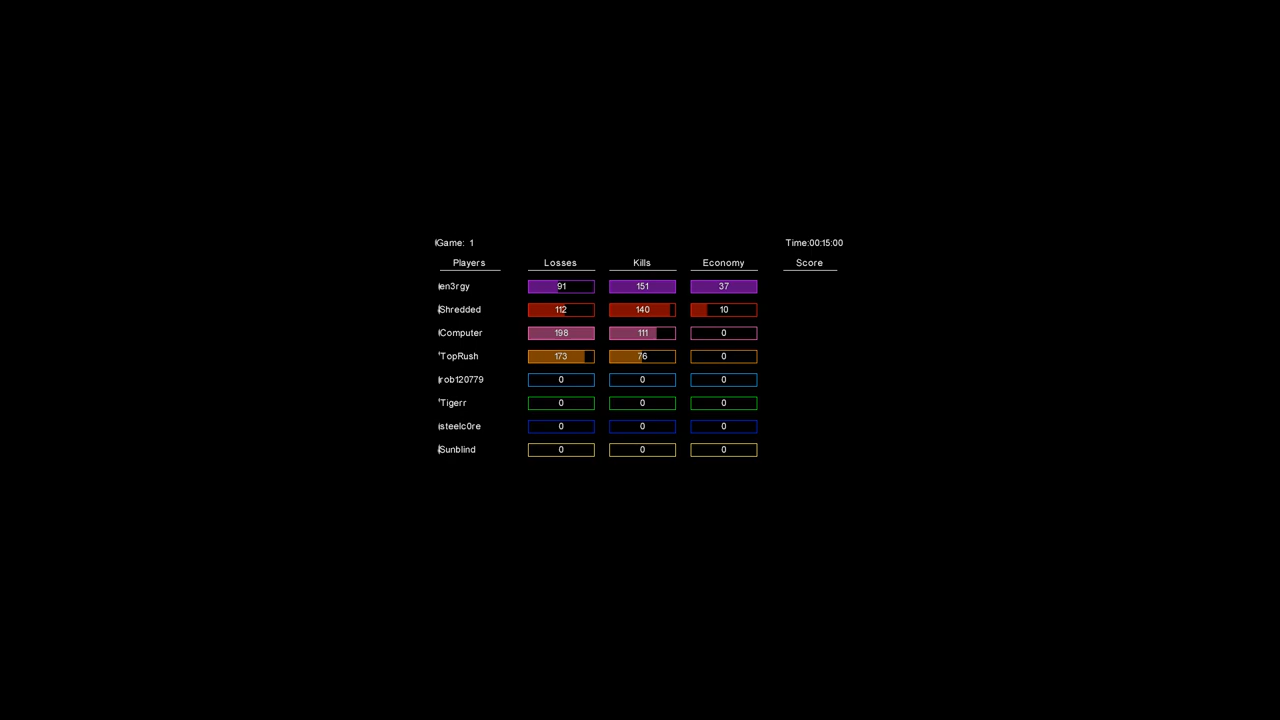 Game: 1 Time:00:15:00
Players Losses Kills Economy Score
en3rgy 91 151 37
Shredded 112 140 10
Computer 198 111 0
TopRush 173 76 0
rob120779 0 0 0
Tigerr 0 0 0
steelc0re 0 0 0
Sunblind 0 0 0